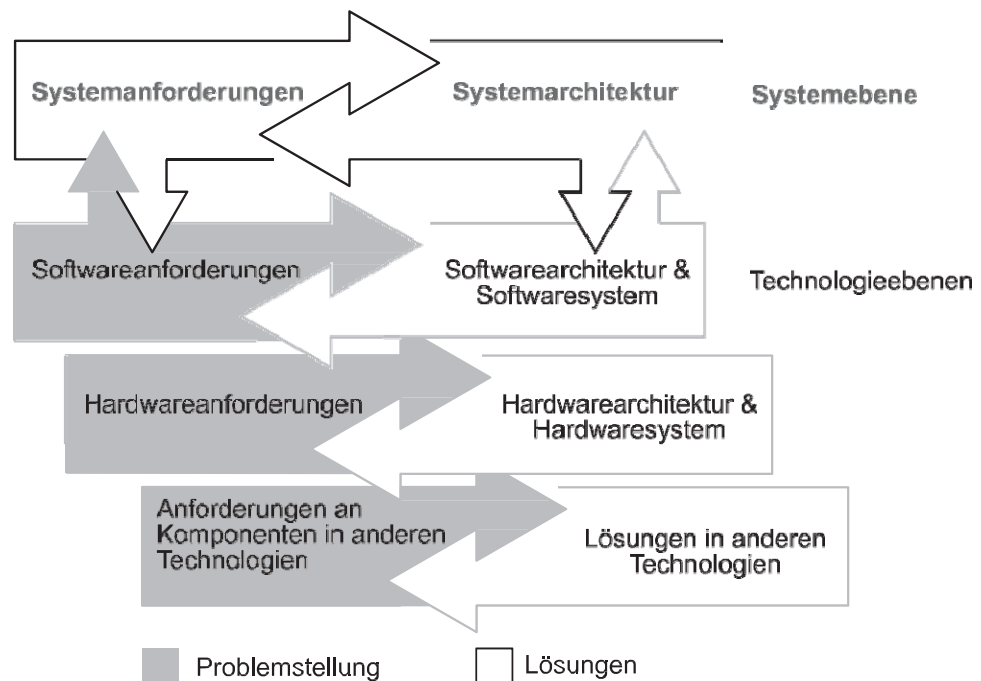 Systemanforderungen
Systemarchitektur
Systemebene
Softwareanforderungen
Softwarearchitektur &
Softwaresystem
Technologieebenen
Hardwareanforderungen
Hardwarearchitektur &
Hardwaresystem
Anforderungen an
Komponenten in anderen
Technologien
Lösungen in anderen
Technologien
Problemstellung
Lösungen